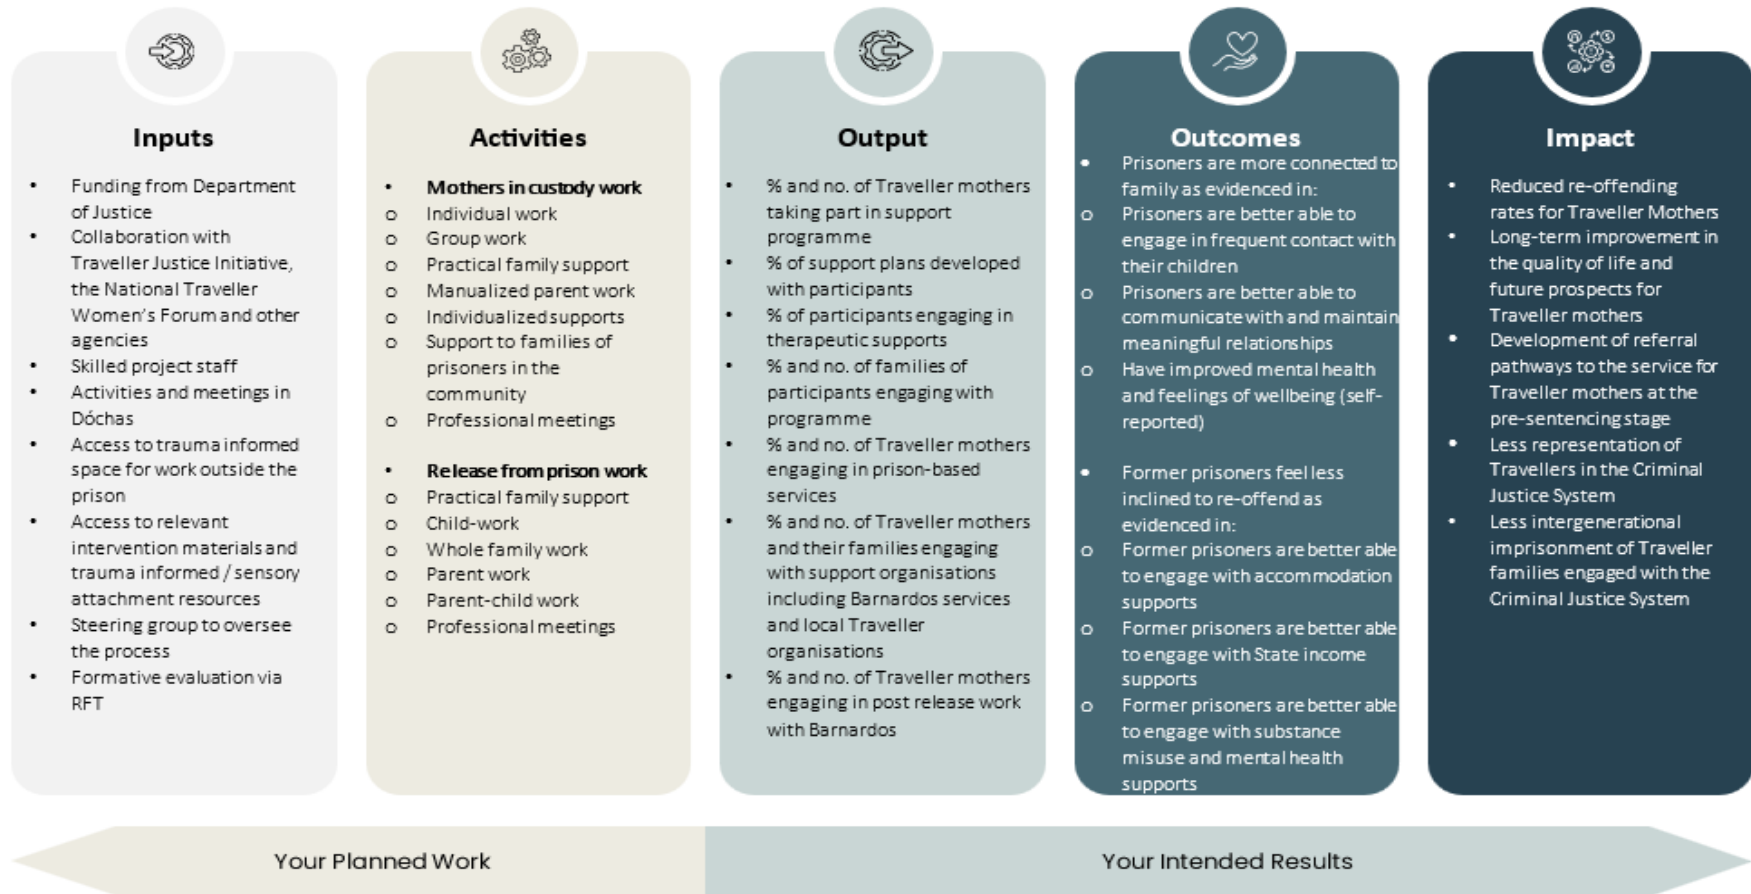 Inputs
• Funding from Department
of Justice
• Collaboration with
Traveller Justice Initiative,
the National Traveller
Women's Forum and other
agencies
• Skilled project staff
• Activities and meetings in
Dóchas
• Access to trauma informed
space for work outside the
prison
• Access to relevant
intervention materials and
trauma informed / sensory
attachment resources
• Steering group to oversee
the process
• Formative evaluation via
RFT
Activities
• Mothers in custody work
o Individual work
o Group work
o Practical family support
o Manualized parent work
o Individualized supports
o Support to families of
prisoners in the
community
o Professional meetings
• Release from prison work
o Practical family support
o Child-work
o Whole family work
o Parent work
o Parent-child work
o Professional meetings
Output
• % and no. of Traveller mothers
taking part in support
programme
• % of support plans developed
with participants
• % of participants engaging in
therapeutic supports
• % and no. of families of
participants engaging with
programme
• % and no. of Traveller mothers
engaging in prison-based
services
• % and no. of Traveller mothers
and their families engaging
with support organisations
including Barnardos services
and local Traveller
organisations
• % and no. of Traveller mothers
engaging in post release work
with Barnardos
Outcomes
• Prisoners are more connected to
family as evidenced in:
o Prisoners are better able to
engage in frequent contact with
their children
o Prisoners are better able to
communicate with and maintain
meaningful relationships
o Have improved mental health
and feelings of wellbeing (self-
reported)
• Former prisoners feel less
inclined to re-offend as
evidenced in:
o Former prisoners are better able
to engage with accommodation
supports
o Former prisoners are better able
to engage with State income
supports
o Former prisoners are better able
to engage with substance
misuse and mental health
supports
Impact
• Reduced re-offending
rates for Traveller Mothers
• Long-term improvement in
the quality of life and
future prospects for
Traveller mothers
• Development of referral
pathways to the service for
Traveller mothers at the
pre-sentencing stage
• Less representation of
Travellers in the Criminal
Justice System
• Less intergenerational
imprisonment of Traveller
families engaged with the
Criminal Justice System
Your Planned Work
Your Intended Results